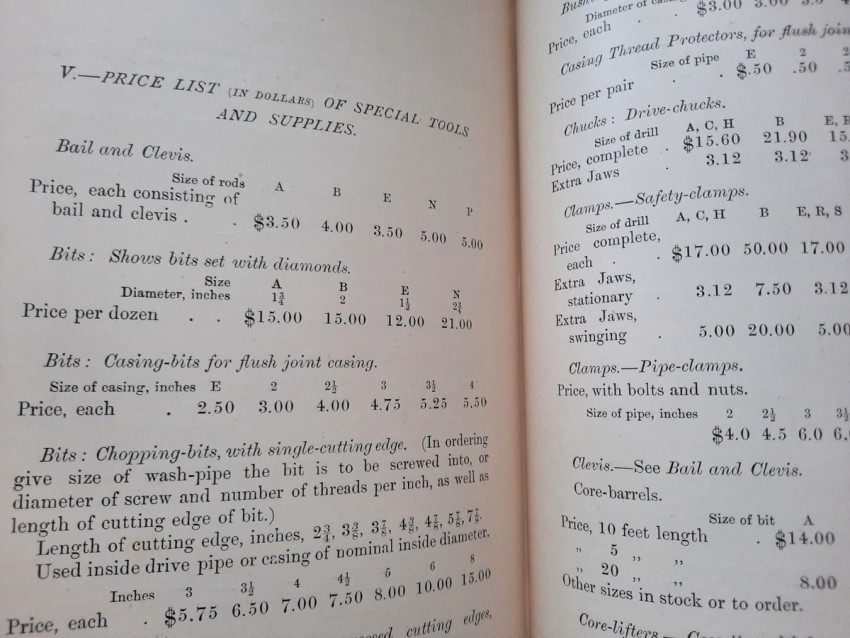 V.—PRICE LIST (IN DOLLARS) OF SPECIAL TOOLS
AND SUPPLIES.
Bail and Clevis.
Size of rods A B E N P
Price, each consisting of
bail and clevis . . $3.50 4.00 3.50 5.00 5.00
Bits: Shows bits set with diamonds.
Size A B E N
Diameter, inches 1¾ 2 1½ 2¾
Price per dozen . . $15.00 15.00 12.00 21.00
Bits: Casing-bits for flush joint casing.
Size of casing, inches E 2 2½ 3 3½ 4
Price, each . 2.50 3.00 4.00 4.75 5.25 5.50
Bits: Chopping-bits, with single-cutting edge. (In ordering
give size of wash-pipe the bit is to be screwed into, or
diameter of screw and number of threads per inch, as well as
length of cutting edge of bit.)
Length of cutting edge, inches, 2¾, 3⅜, 3⅞, 4⅜, 4⅞, 5⅞, 7⅞.
Used inside drive pipe or casing of nominal inside diameter.
Inches 3 3½ 4 4½ 5 6 8
Price, each . $5.75 6.50 7.00 7.50 8.00 10.00 15.00
cutting edges,
Diameter of
Price, each . . $3.00 3.00
Casing Thread Protectors, for flush join
Size of pipe E 2 2
Price per pair . . $.50 .50 .5
Chucks: Drive-chucks.
Size of drill A, C, H B E, R
Price, complete . $15.60 21.90 15.
Extra Jaws . 3.12 3.12 3
Clamps.—Safety-clamps.
Size of drill A, C, H B E, R, S
Price complete,
each . . $17.00 50.00 17.00
Extra Jaws,
stationary . 3.12 7.50 3.12
Extra Jaws,
swinging . 5.00 20.00 5.00
Clamps.—Pipe-clamps.
Price, with bolts and nuts.
Size of pipe, inches 2 2½ 3 3½
$4.0 4.5 6.0 6.
Clevis.—See Bail and Clevis.
Core-barrels.
Size of bit A
Price, 10 feet length . $14.00
„ 5 „ „
„ 20 „ „ 8.00
Other sizes in stock or to order.
Core-lifters.—